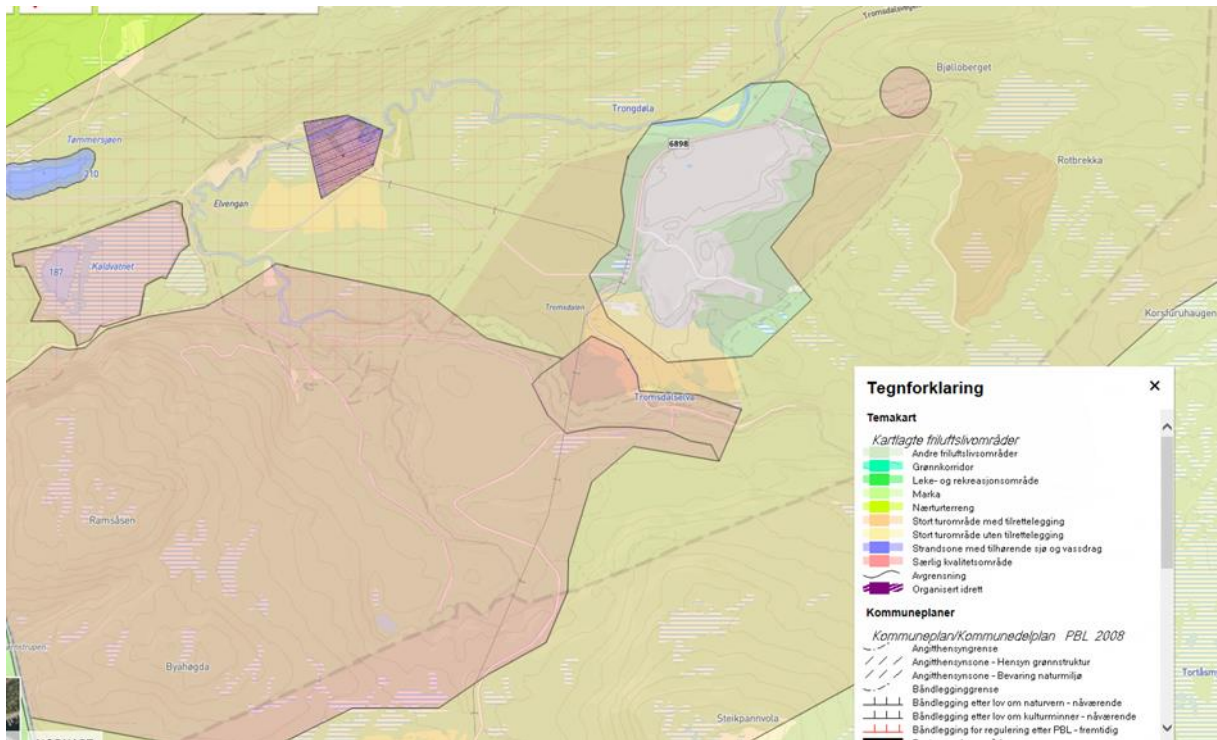 Tromsdalsvegen
Bjølloberget
Trongdøla
6898
Tømmersjøen
210
Rotbrekka
Elvengan
187
Kaldvatnet
Tromsdalen
Korsfuruhaugen
Tromsdalselva
Ramsåsen
Byahøgda
Steikpannvola
Tegnforklaring
Temakart
Kartlagte friluftslivområder
Andre friluftslivsområder
Grønnkorridor
Leke- og rekreasjonsområde
Marka
Nærturterreng
Stort turområde med tilrettelegging
Stort turområde uten tilrettelegging
Strandsone med tilhørende sjø og vassdrag
Særlig kvalitetsområde
Avgrensning
Organisert idrett
Kommuneplaner
Kommuneplan/Kommunedelplan PBL 2008
Angitthensyngrense
Angitthensynsone - Hensyn grønnstruktur
Angitthensynsone - Bevaring naturmiljø
Båndlegginggrense
Båndlegging etter lov om naturvern - nåværende
Båndlegging etter lov om kulturminner - nåværende
Båndlegging for regulering etter PBL - fremtidig